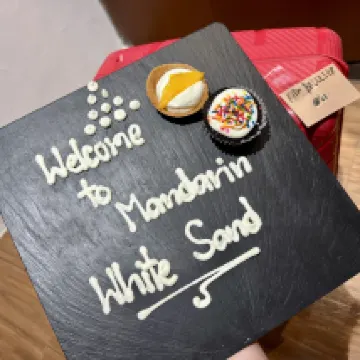 Welcome
to Mandarin
White Sand